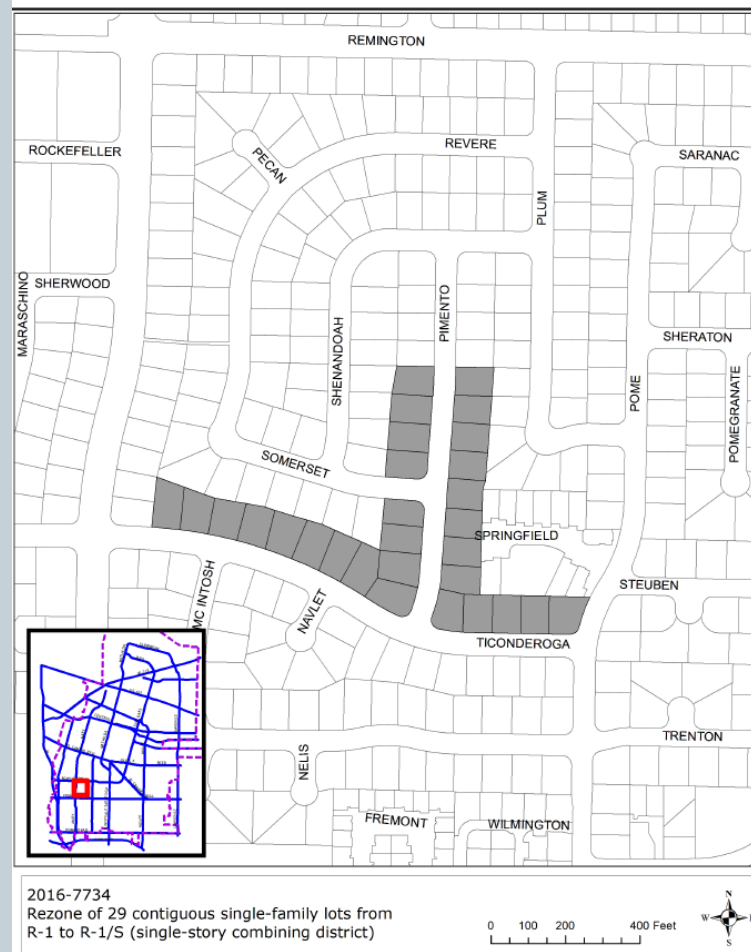 REMINGTON
ROCKEFELLER
PECAN
REVERE
SARANAC
PLUM
MARASCHINO
SHERWOOD
SHENANDOAH
PIMENTO
SHERATON
POME
POMEGRANATE
SOMERSET
SPRINGFIELD
MC INTOSH
NAVLET
STEUBEN
TICONDEROGA
TRENTON
NELIS
FREMONT
WILMINGTON
2016-7734
Rezone of 29 contiguous single-family lots from
R-1 to R-1/S (single-story combining district)
0 100 200 400 Feet
N
W
S